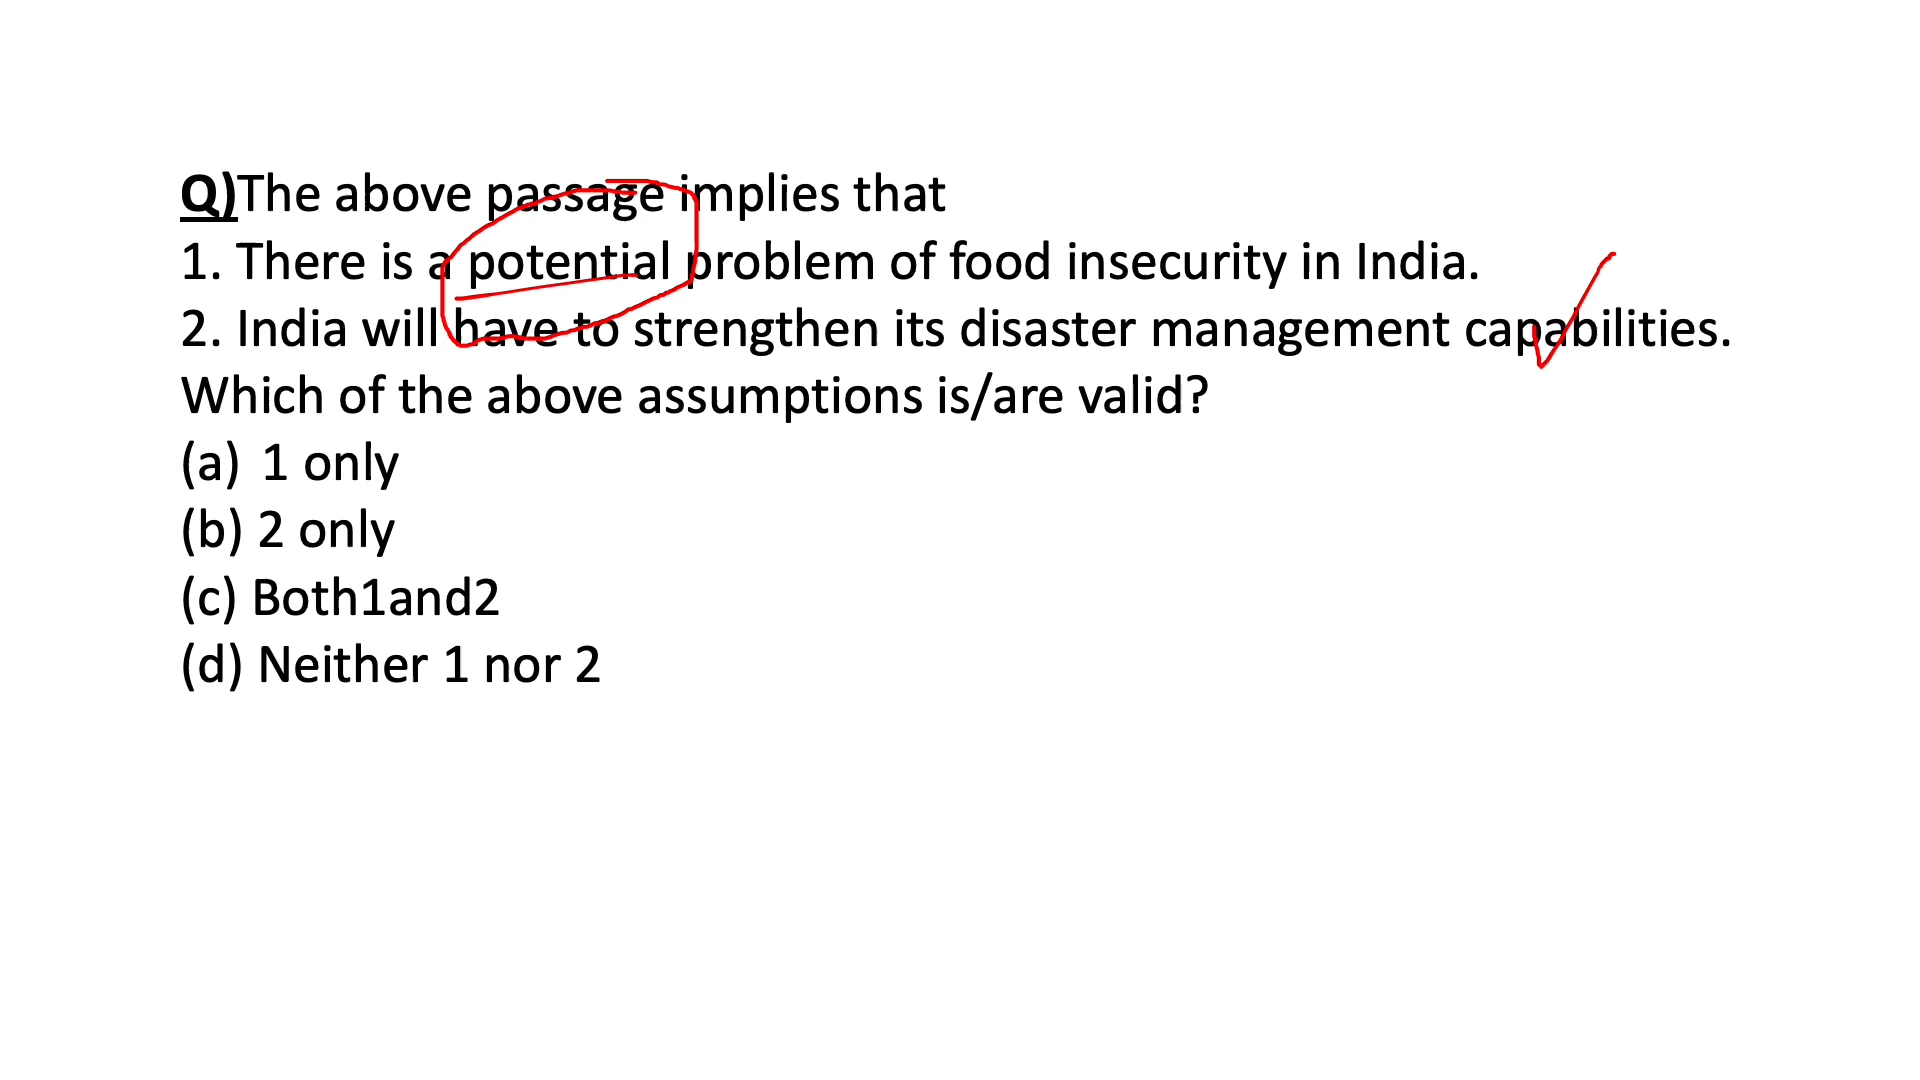 Q)The above passage implies that
1. There is a potential problem of food insecurity in India.
2. India will have to strengthen its disaster management capabilities.
Which of the above assumptions is/are valid?
(a) 1 only
(b) 2 only
(c) Both1and2
(d) Neither 1 nor 2